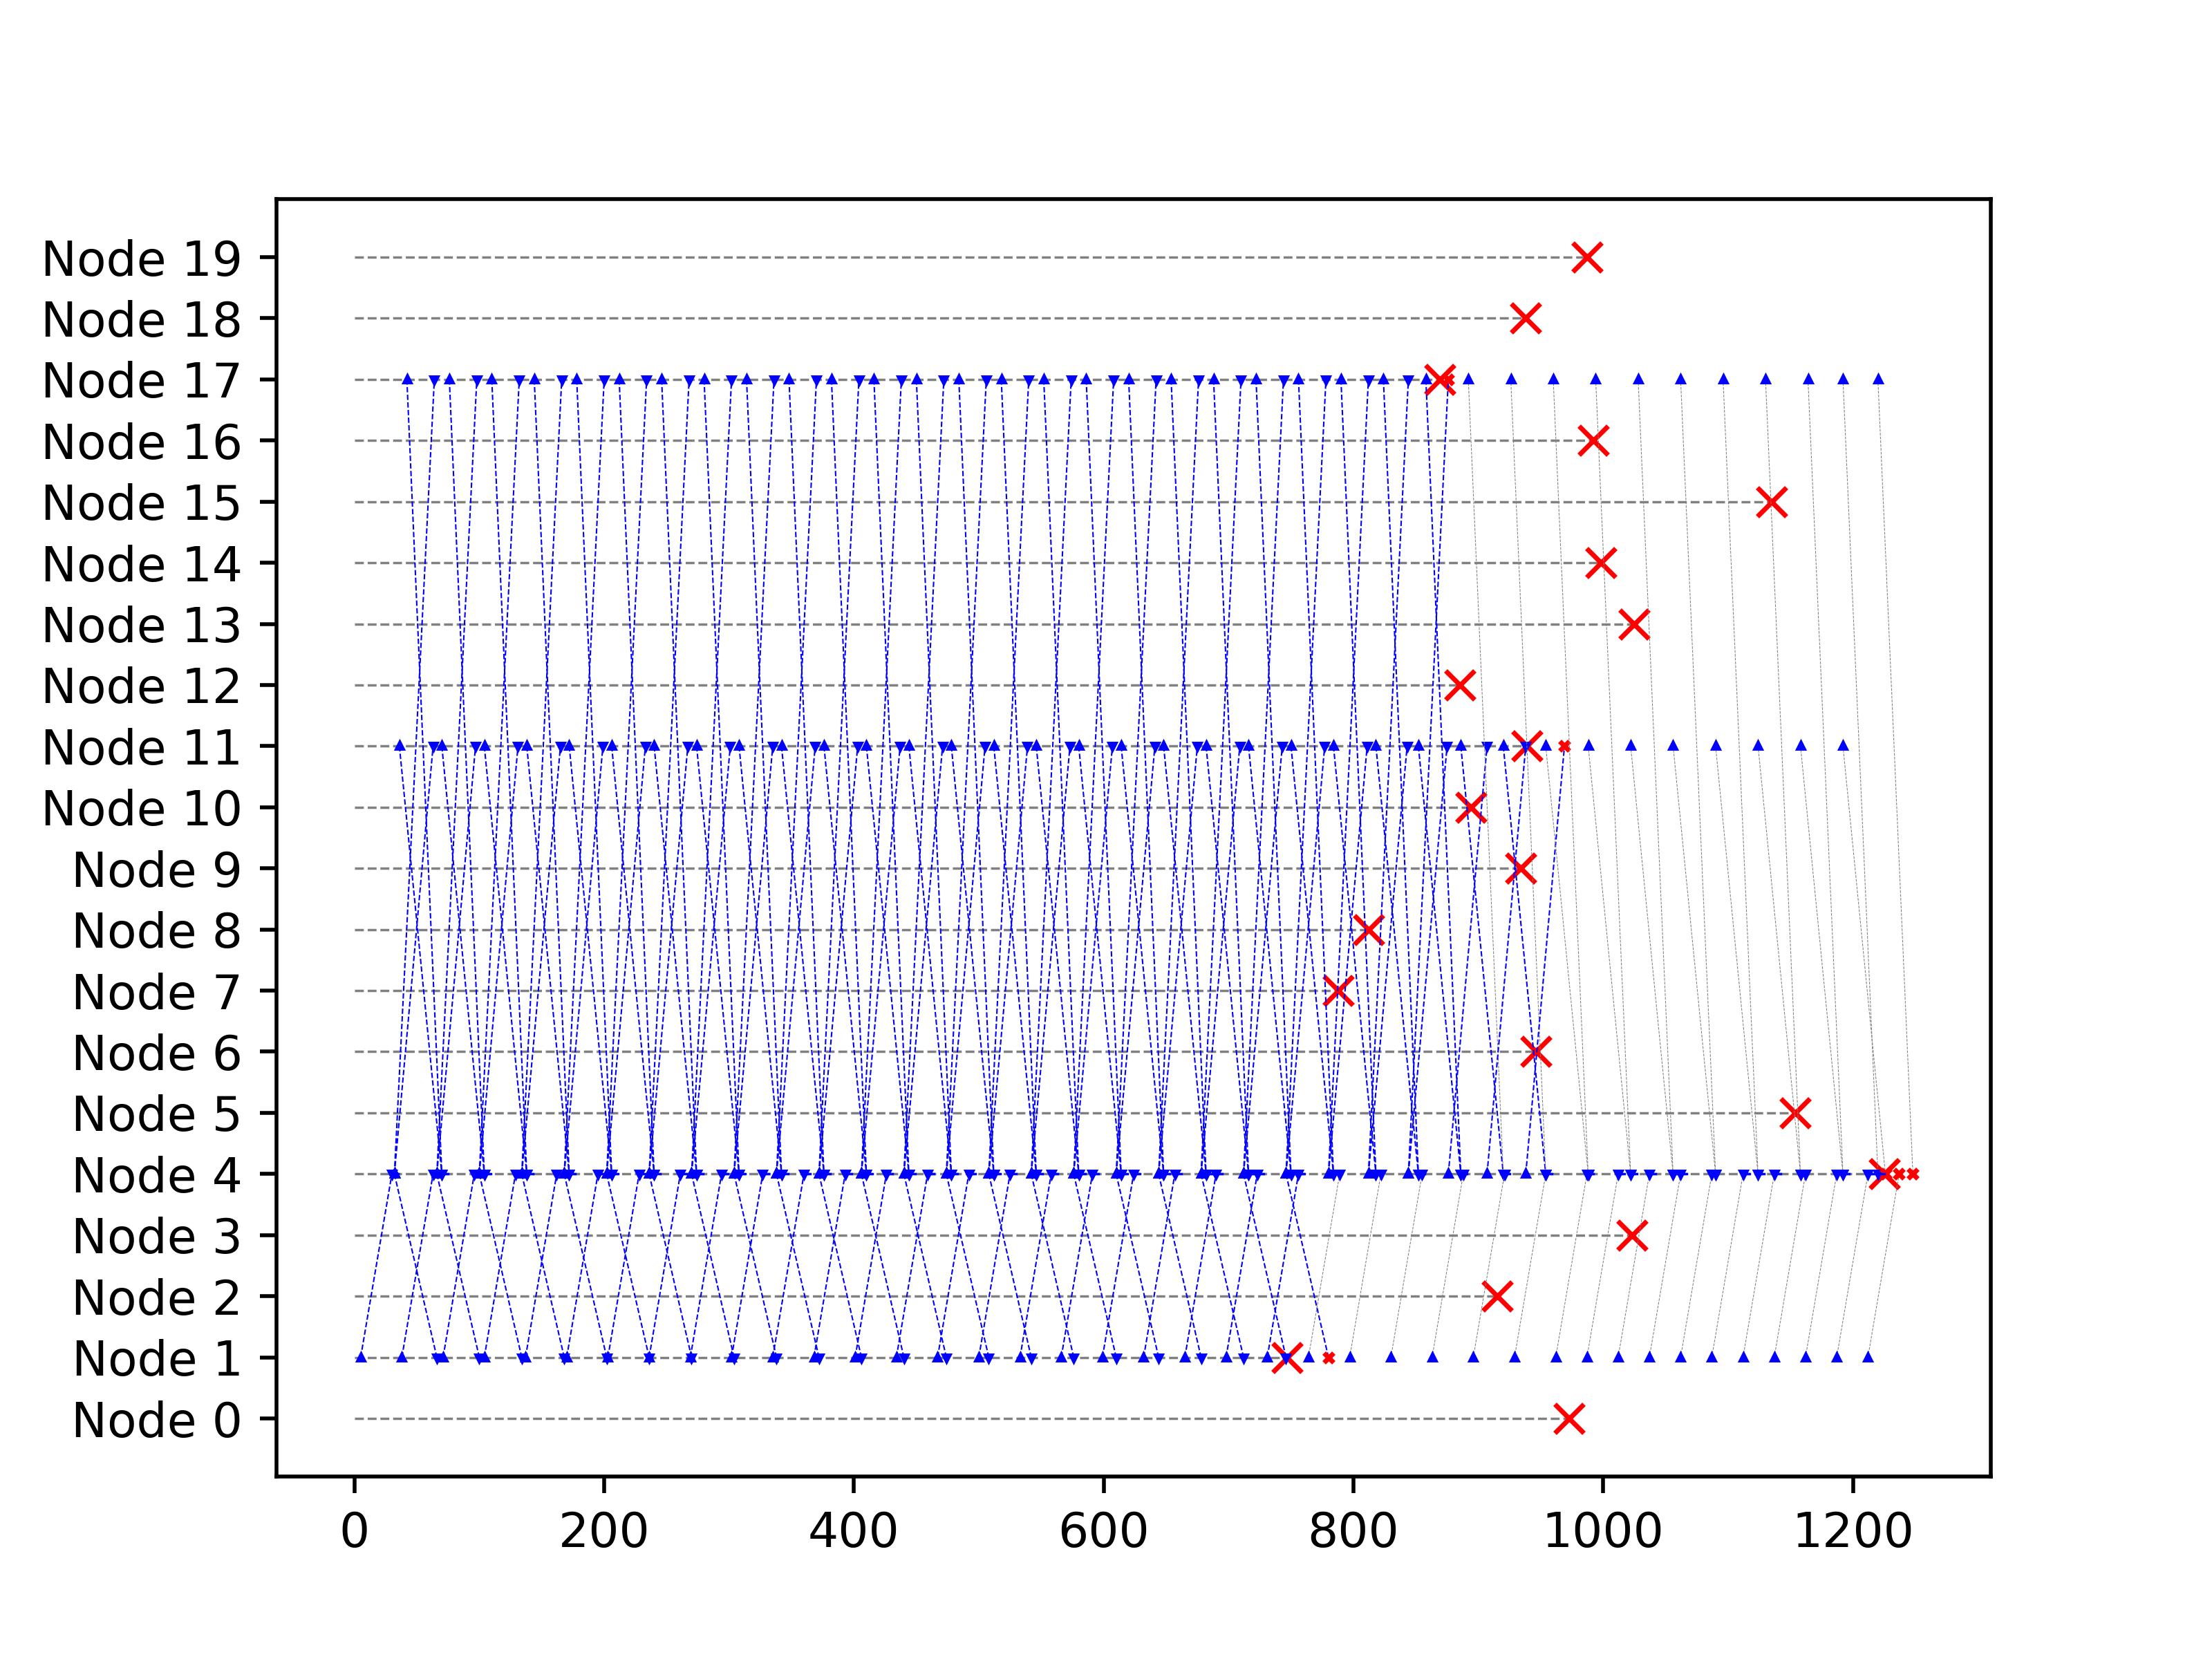 Node 19
Node 18
Node 17
Node 16
Node 15
Node 14
Node 13
Node 12
Node 11
Node 10
Node 9
Node 8
Node 7
Node 6
Node 5
Node 4
Node 3
Node 2
Node 1
Node 0
0 200 400 600 800 1000 1200